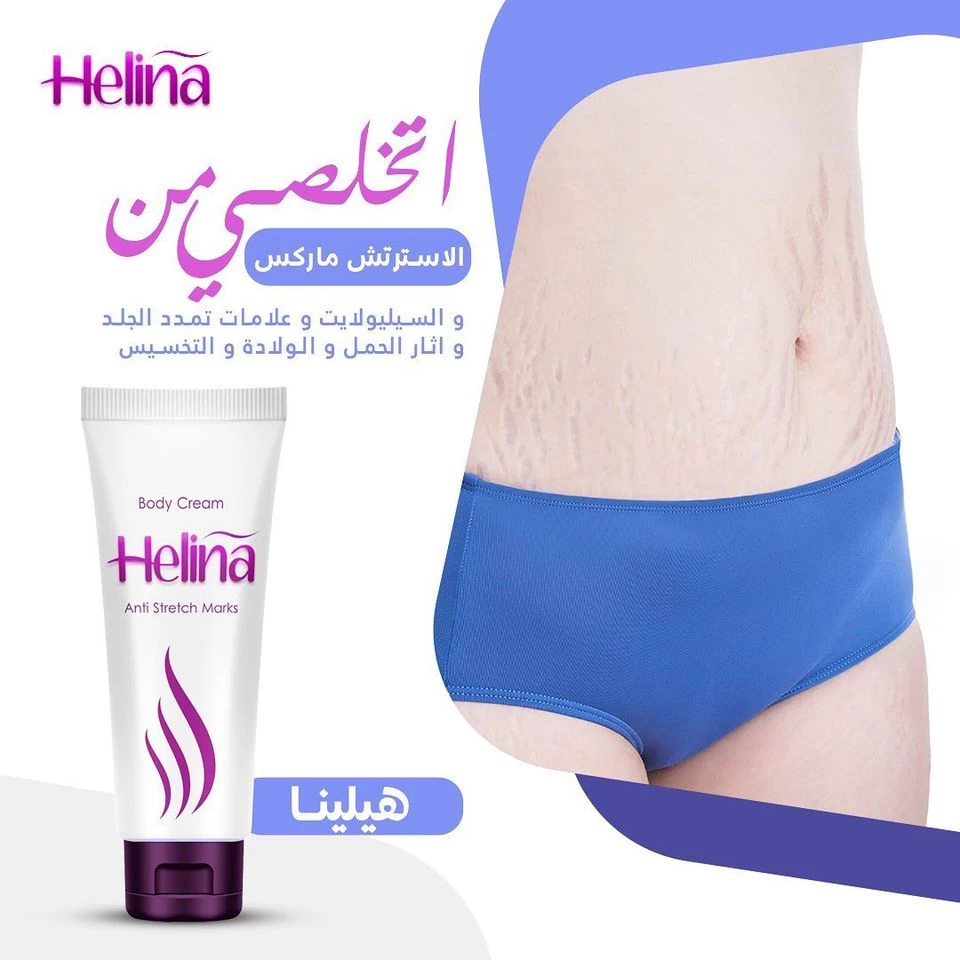 Helina
اتخلصي من
الاسترتش ماركس
و السيليولايت و علامات تمدد الجلد
و اثار الحمل و الولادة و التخسيس
Body Cream
Helina
Anti Stretch Marks
هيلينا